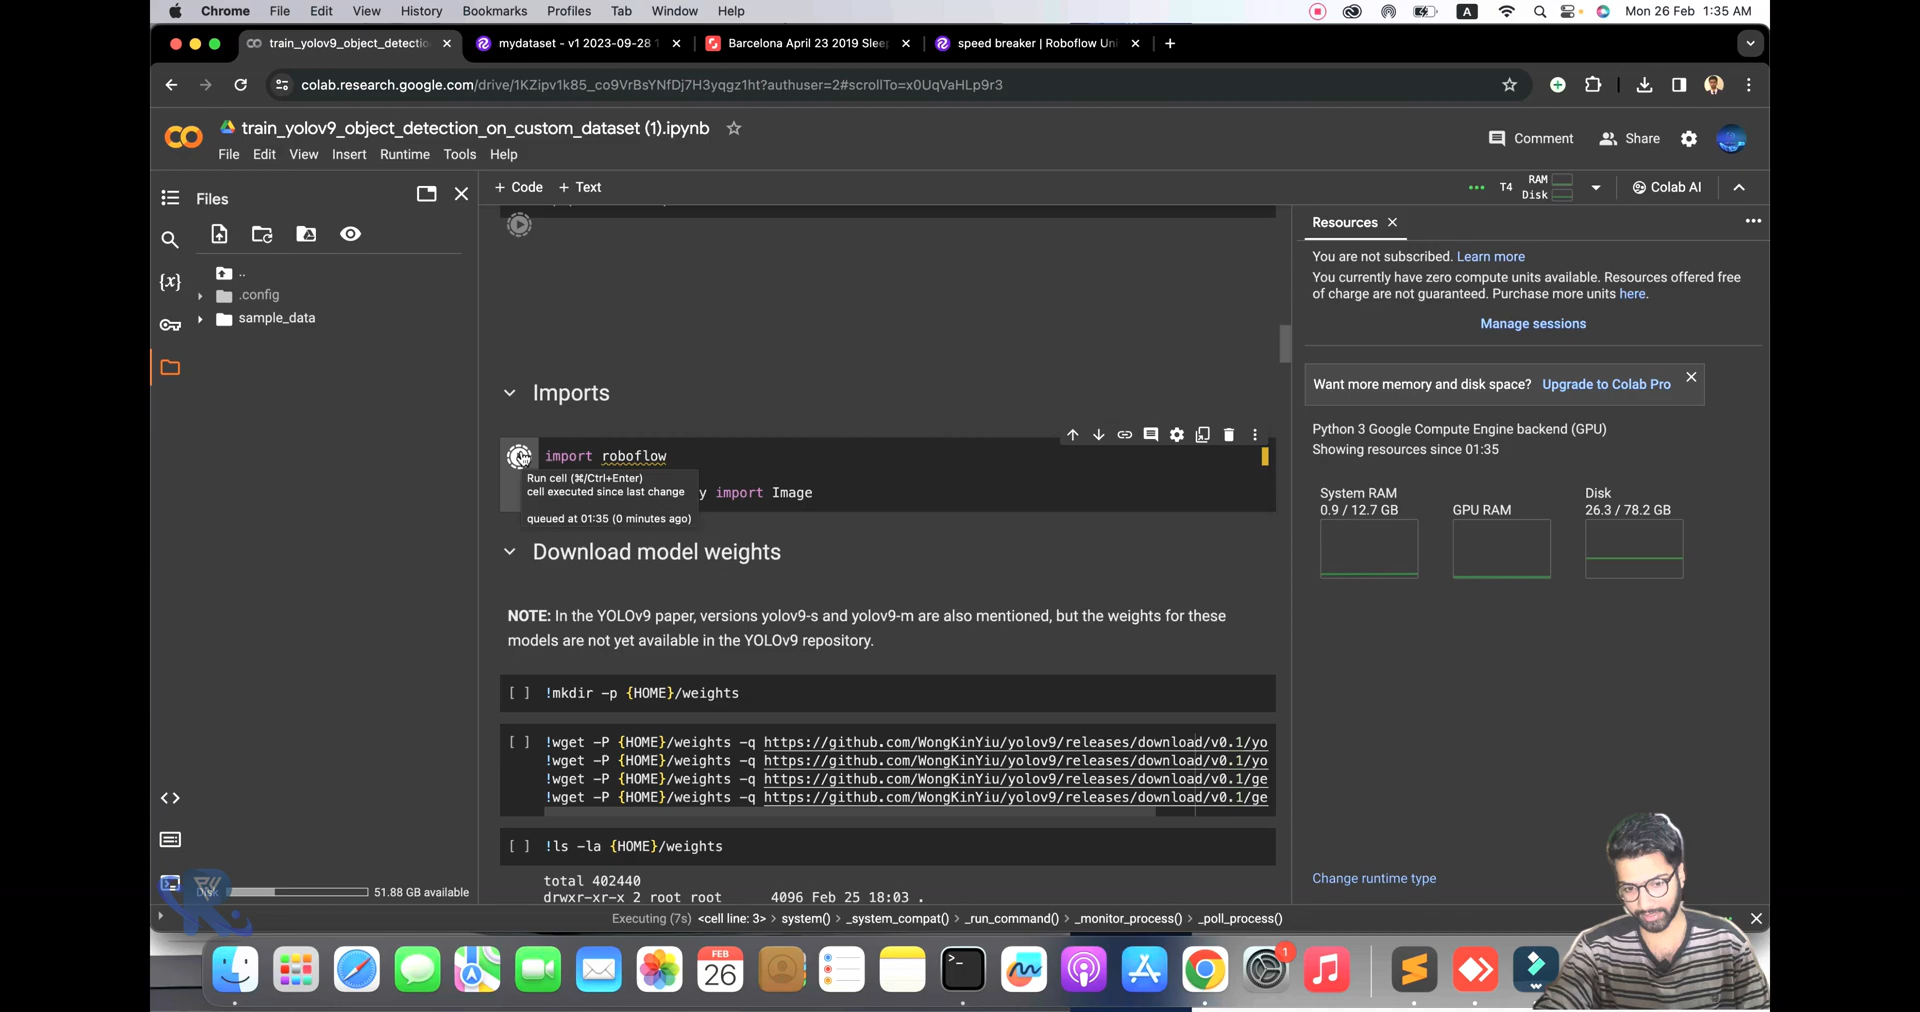 Chrome File Edit View History Bookmarks Profiles Tab Window Help
A Mon 26 Feb 1:35 AM
train_yolov9_object_detectio
mydataset - v1 2023-09-28 1
Barcelona April 23 2019 Slee
speed breaker | Roboflow Uni
colab.research.google.com/drive/1KZipv1k85_co9VrBsYNfDj7H3yqgz1ht?authuser=2#scrollTo=x0UqVaHLp9r3
train_yolov9_object_detection_on_custom_dataset (1).ipynb
File Edit View Insert Runtime Tools Help
Comment Share
Files
+ Code + Text
T4 RAM
Disk
Colab AI
..
.config
sample_data
{x}
Imports
import roboflow
y import Image
Run cell (⌘/Ctrl+Enter)
cell executed since last change
queued at 01:35 (0 minutes ago)
Download model weights
NOTE: In the YOLOv9 paper, versions yolov9-s and yolov9-m are also mentioned, but the weights for these
models are not yet available in the YOLOv9 repository.
[ ] !mkdir -p {HOME}/weights
[ ] !wget -P {HOME}/weights -q https://github.com/WongKinYiu/yolov9/releases/download/v0.1/yo
!wget -P {HOME}/weights -q https://github.com/WongKinYiu/yolov9/releases/download/v0.1/yo
!wget -P {HOME}/weights -q https://github.com/WongKinYiu/yolov9/releases/download/v0.1/ge
!wget -P {HOME}/weights -q https://github.com/WongKinYiu/yolov9/releases/download/v0.1/ge
[ ] !ls -la {HOME}/weights
total 402440
drwxr-xr-x 2 root root 4096 Feb 25 18:03 .
Resources
You are not subscribed. Learn more
You currently have zero compute units available. Resources offered free
of charge are not guaranteed. Purchase more units here.
Manage sessions
Want more memory and disk space? Upgrade to Colab Pro
Python 3 Google Compute Engine backend (GPU)
Showing resources since 01:35
System RAM
0.9 / 12.7 GB
GPU RAM
Disk
26.3 / 78.2 GB
Change runtime type
Disk 51.88 GB available
Executing (7s) <cell line: 3> > system() > _system_compat() > _run_command() > _monitor_process() > _poll_process()
FEB
26
1